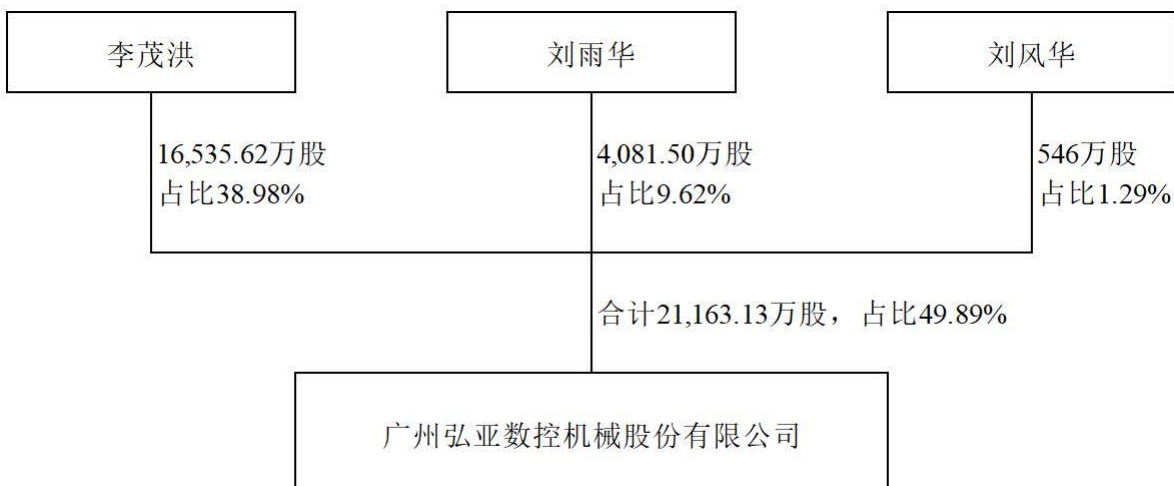 李茂洪
刘雨华
刘风华
16,535.62万股
占比38.98%
4,081.50万股
占比9.62%
546万股
占比1.29%
合计21,163.13万股，占比49.89%
广州弘亚数控机械股份有限公司